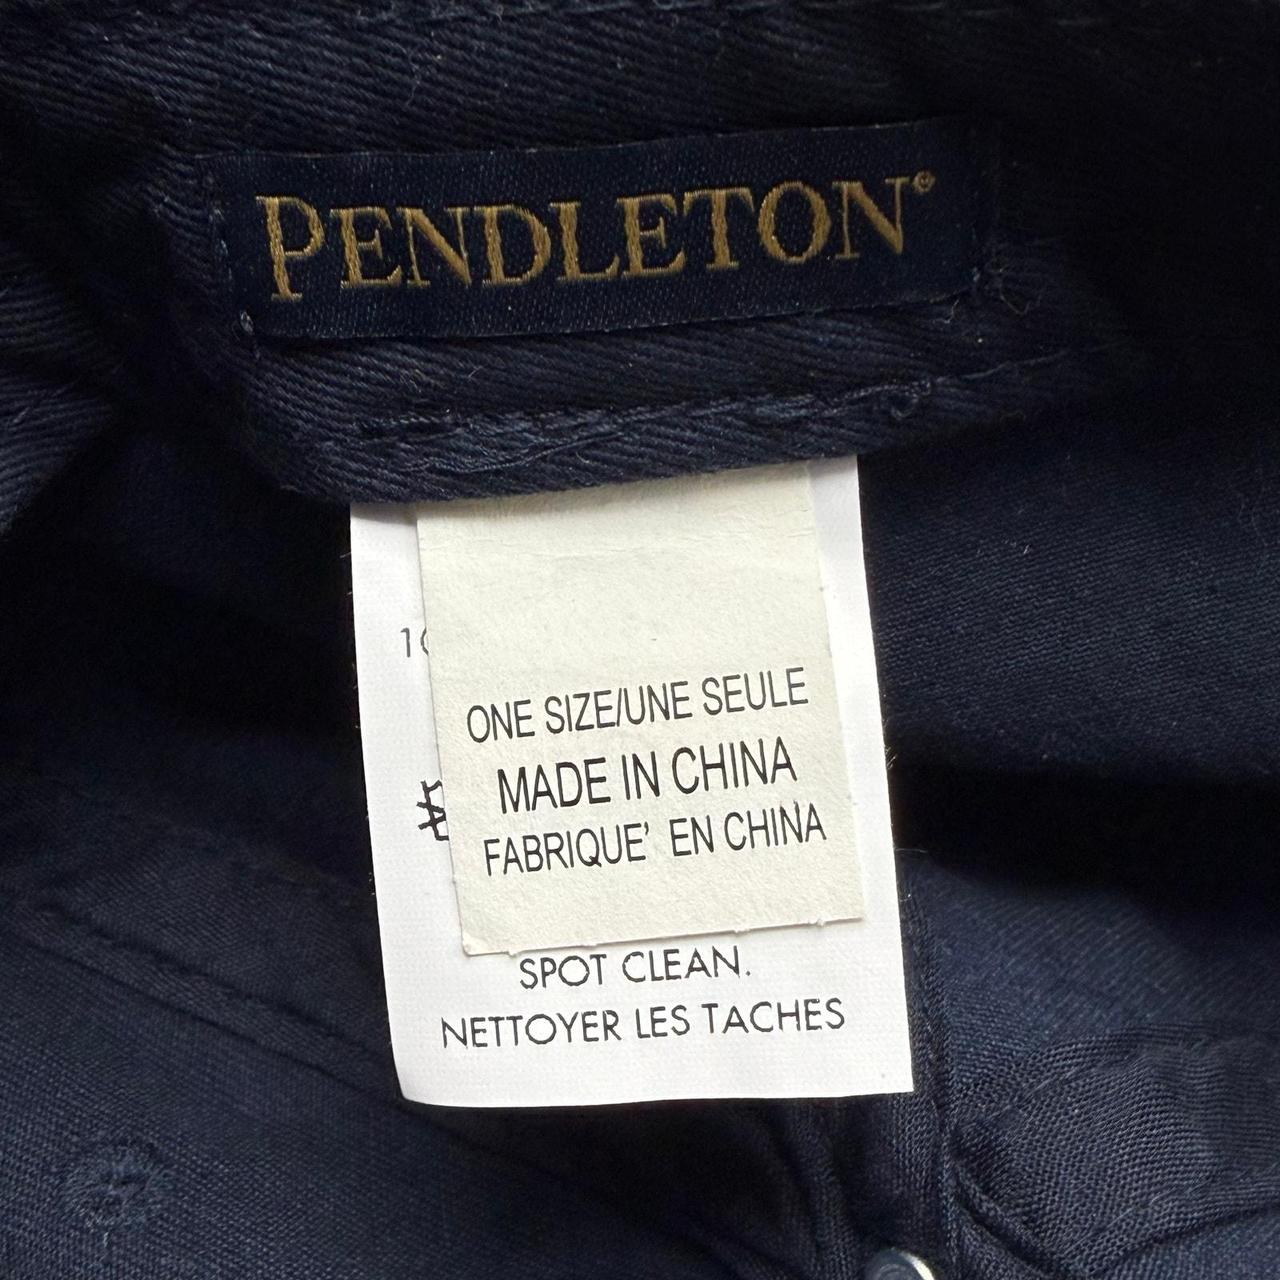 PENDLETON®
ONE SIZE/UNE SEULE
MADE IN CHINA
FABRIQUE' EN CHINA
SPOT CLEAN.
NETTOYER LES TACHES